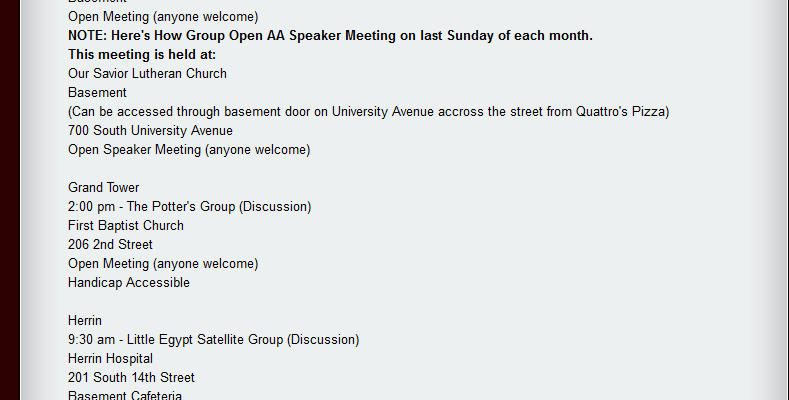 Basement
Open Meeting (anyone welcome)
NOTE: Here's How Group Open AA Speaker Meeting on last Sunday of each month.
This meeting is held at:
Our Savior Lutheran Church
Basement
(Can be accessed through basement door on University Avenue accross the street from Quattro's Pizza)
700 South University Avenue
Open Speaker Meeting (anyone welcome)
Grand Tower
2:00 pm - The Potter's Group (Discussion)
First Baptist Church
206 2nd Street
Open Meeting (anyone welcome)
Handicap Accessible
Herrin
9:30 am - Little Egypt Satellite Group (Discussion)
Herrin Hospital
201 South 14th Street
Basement Cafeteria